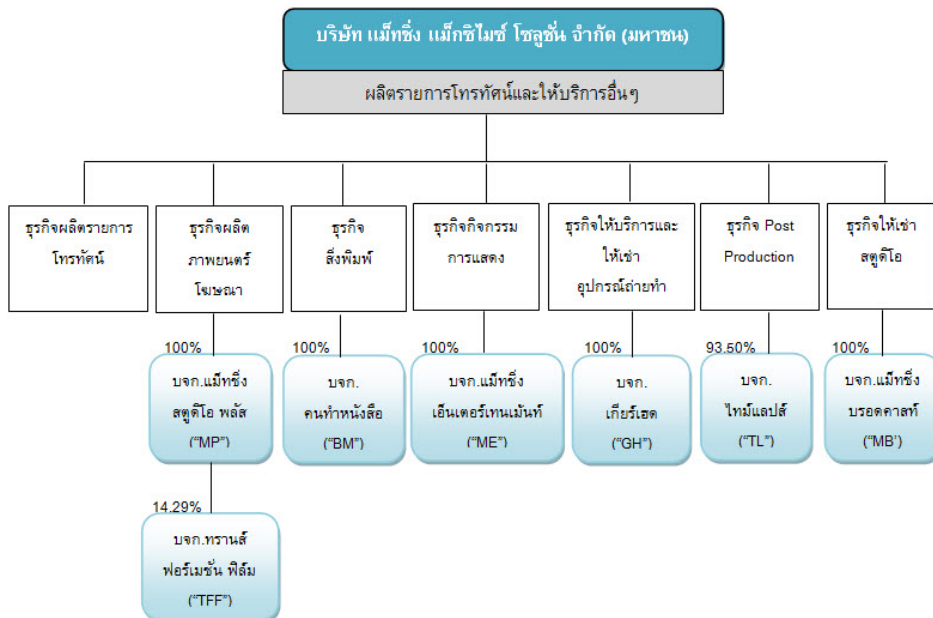 บริษัท แม็ทชิ่ง แม็กซิไมซ์ โซลูชั่น จำกัด (มหาชน)
ผลิตรายการโทรทัศน์และให้บริการอื่นๆ
ธุรกิจผลิตรายการ
โทรทัศน์
ธุรกิจผลิต
ภาพยนตร์
โฆษณา
ธุรกิจ
สิ่งพิมพ์
ธุรกิจกิจกรรม
การแสดง
ธุรกิจให้บริการและ
ให้เช่า
อุปกรณ์ถ่ายทำ
ธุรกิจ Post
Production
ธุรกิจให้เช่า
สตูดิโอ
100%
บจก.แม็ทชิ่ง
สตูดิโอ พลัส
(“MP”)
100%
บจก.
คนทำหนังสือ
(“BM”)
100%
บจก.แม็ทชิ่ง
เอ็นเตอร์เทนเม้นท์
(“ME”)
100%
บจก.
เกียร์เฮด
(“GH”)
93.50%
บจก.
ไทม์แลปส์
(“TL”)
100%
บจก.แม็ทชิ่ง
บรอดคาสท์
(“MB’)
14.29%
บจก.ทรานส์
ฟอร์เมชั่น ฟิล์ม
(“TFF”)